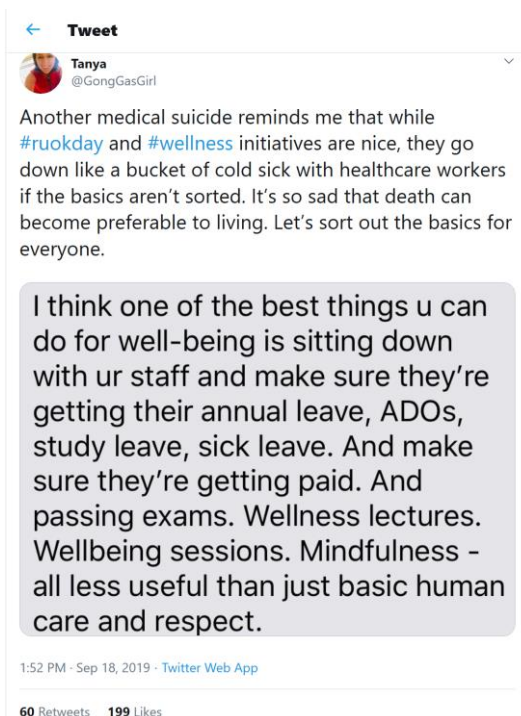 Tweet
Tanya
@GongGasGirl
Another medical suicide reminds me that while
#ruokday and #wellness initiatives are nice, they go
down like a bucket of cold sick with healthcare workers
if the basics aren't sorted. It's so sad that death can
become preferable to living. Let's sort out the basics for
everyone.
I think one of the best things u can
do for well-being is sitting down
with ur staff and make sure they're
getting their annual leave, ADOs,
study leave, sick leave. And make
sure they're getting paid. And
passing exams. Wellness lectures.
Wellbeing sessions. Mindfulness -
all less useful than just basic human
care and respect.
1:52 PM · Sep 18, 2019 · Twitter Web App
60 Retweets 199 Likes